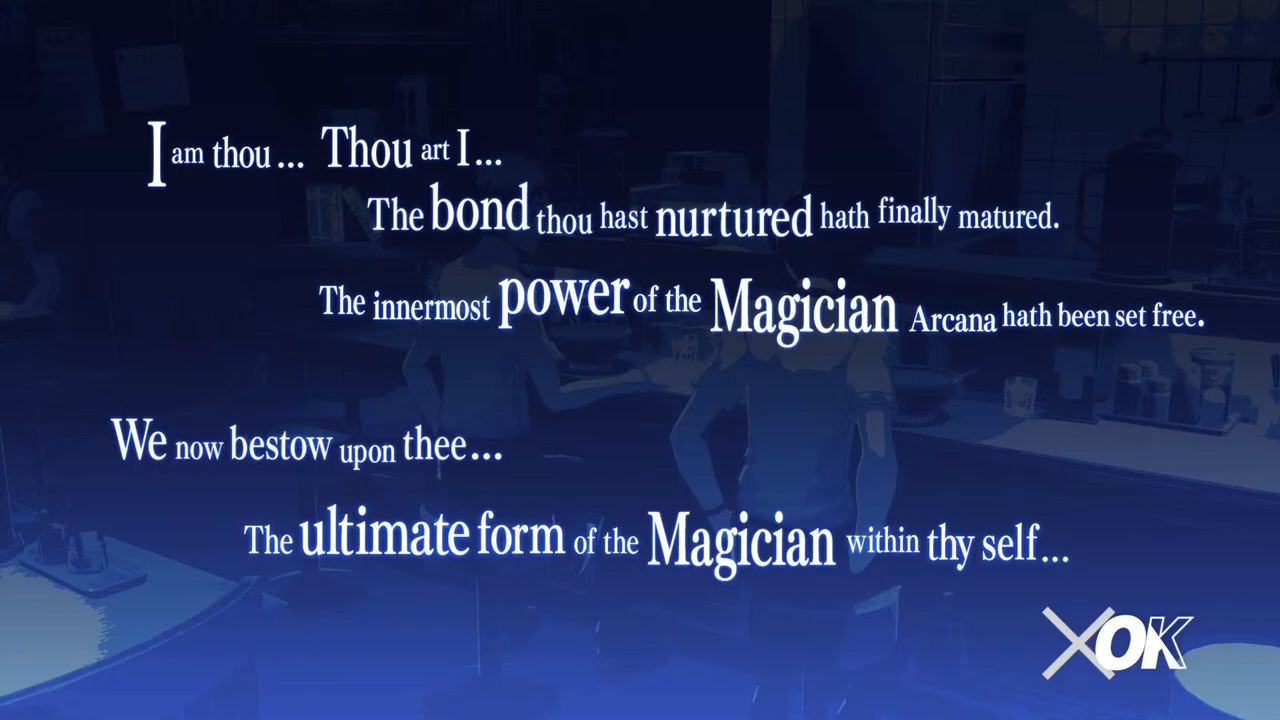 I am thou... Thou art I...
The bond thou hast nurtured hath finally matured.
The innermost power of the Magician Arcana hath been set free.
We now bestow upon thee...
The ultimate form of the Magician within thy self...
OK